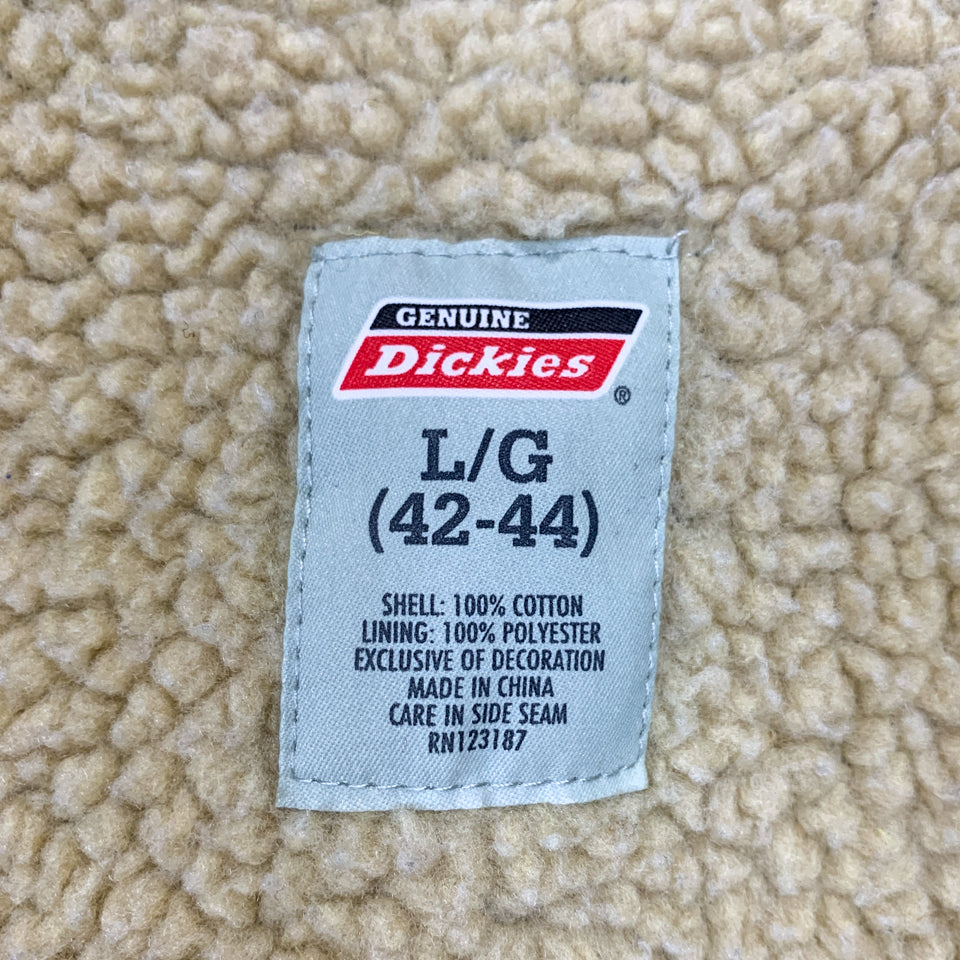 GENUINE
Dickies
®
L/G
(42-44)
SHELL: 100% COTTON
LINING: 100% POLYESTER
EXCLUSIVE OF DECORATION
MADE IN CHINA
CARE IN SIDE SEAM
RN123187